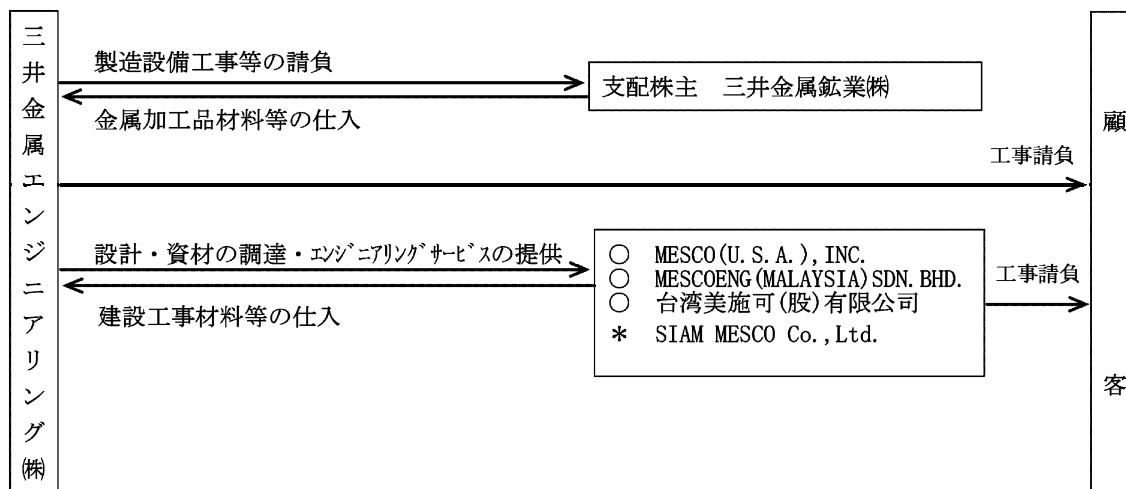 三井金属エンジニアリング㈱
製造設備工事等の請負
支配株主　三井金属鉱業㈱
金属加工品材料等の仕入
工事請負
設計・資材の調達・ｴﾝｼﾞﾆｱﾘﾝｸﾞｻｰﾋﾞｽの提供
建設工事材料等の仕入
○ MESCO(U.S.A.),INC.
○ MESCOENG(MALAYSIA)SDN.BHD.
○ 台湾美施可(股)有限公司
* SIAM MESCO Co.,Ltd.
工事請負
顧客